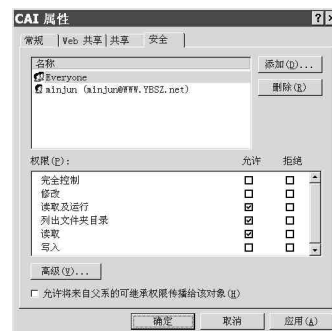 CAI 属性
常规 Web 共享 共享 安全
名称
Everyone
minjun (minjun@WWW.YBSZ.net)
添加(D)...
删除(R)
权限(P): 允许 拒绝
完全控制
修改
读取及运行
列出文件夹目录
读取
写入
高级(V)...
允许将来自父系的可继承权限传播给该对象(H)
确定 取消 应用(A)